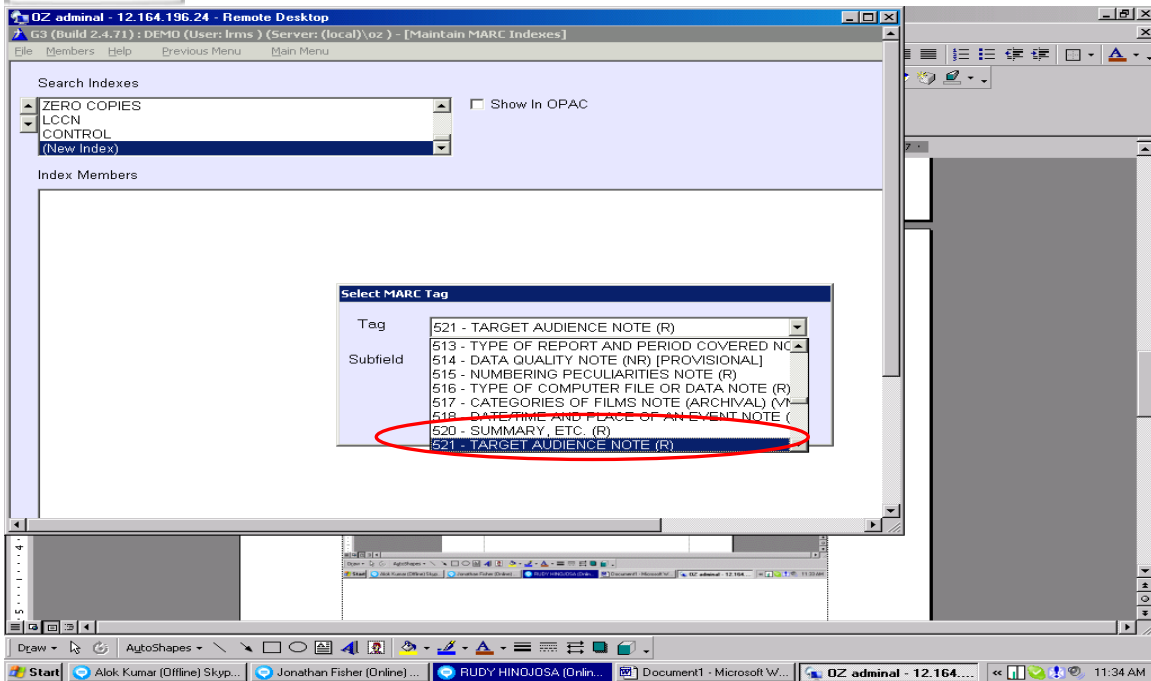 OZ adminal - 12.164.196.24 - Remote Desktop
G3 (Build 2.4.71) : DEMO (User: lrms ) (Server: (local)\oz ) - [Maintain MARC Indexes]
File Members Help Previous Menu Main Menu
Search Indexes
ZERO COPIES
LCCN
CONTROL
(New Index)
Show In OPAC
Index Members
Select MARC Tag
Tag
521 - TARGET AUDIENCE NOTE (R)
Subfield
513 - TYPE OF REPORT AND PERIOD COVERED NO
514 - DATA QUALITY NOTE (NR) [PROVISIONAL]
515 - NUMBERING PECULIARITIES NOTE (R)
516 - TYPE OF COMPUTER FILE OR DATA NOTE (R)
517 - CATEGORIES OF FILMS NOTE (ARCHIVAL) (VM
518 - DATE/TIME AND PLACE OF AN EVENT NOTE (
520 - SUMMARY, ETC. (R)
521 - TARGET AUDIENCE NOTE (R)
7
5
Draw AutoShapes
Start Alok Kumar (Offline) Skyp... Jonathan Fisher (Online) ... RUDY HINOJOSA (Onlin... Document1 - Microsoft W... OZ adminal - 12.164.... 11:34 AM